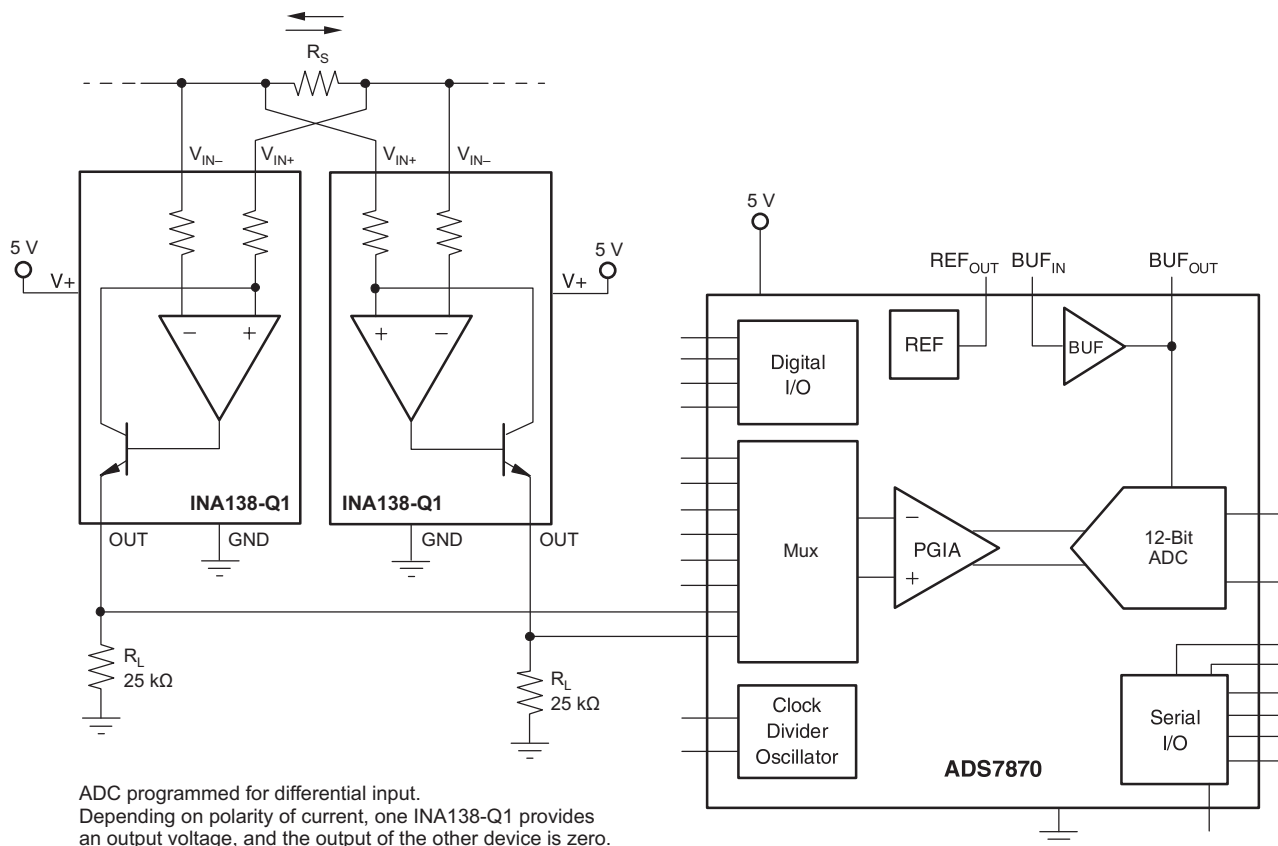 R_S
V_IN–
V_IN+
V_IN+
V_IN–
5 V
V+
5 V
V+
–
+
+
–
INA138-Q1
INA138-Q1
OUT
GND
GND
OUT
R_L
25 kΩ
R_L
25 kΩ
5 V
REF_OUT
BUF_IN
BUF_OUT
Digital
I/O
REF
BUF
Mux
–
PGIA
+
12-Bit
ADC
Clock
Divider
Oscillator
Serial
I/O
ADS7870
ADC programmed for differential input.
Depending on polarity of current, one INA138-Q1 provides
an output voltage, and the output of the other device is zero.